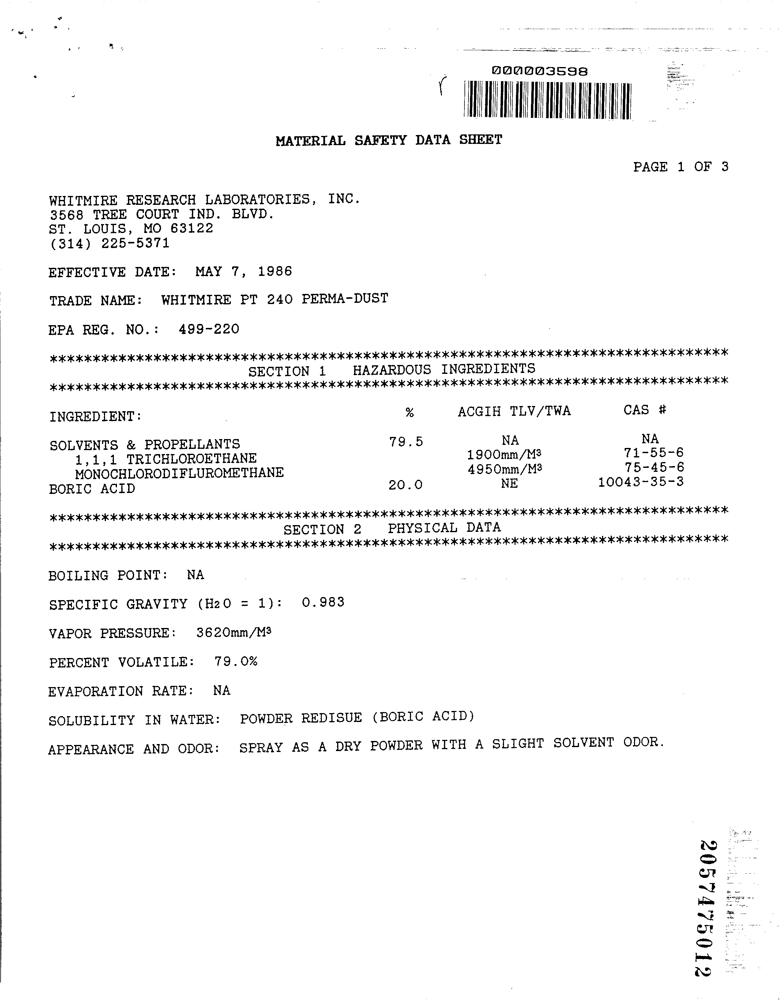 000003598
MATERIAL SAFETY DATA SHEET
PAGE 1 OF 3
WHITMIRE RESEARCH LABORATORIES, INC.
3568 TREE COURT IND. BLVD.
ST. LOUIS, MO 63122
(314) 225-5371
EFFECTIVE DATE: MAY 7, 1986
TRADE NAME: WHITMIRE PT 240 PERMA-DUST
EPA REG. NO.: 499-220
*******************************************************************************
SECTION 1 HAZARDOUS INGREDIENTS
*******************************************************************************
INGREDIENT: % ACGIH TLV/TWA CAS #
SOLVENTS & PROPELLANTS 79.5 NA NA
1,1,1 TRICHLOROETHANE 1900mm/M³ 71-55-6
MONOCHLORODIFLUROMETHANE 4950mm/M³ 75-45-6
BORIC ACID 20.0 NE 10043-35-3
*******************************************************************************
SECTION 2 PHYSICAL DATA
*******************************************************************************
BOILING POINT: NA
SPECIFIC GRAVITY (H₂O = 1): 0.983
VAPOR PRESSURE: 3620mm/M³
PERCENT VOLATILE: 79.0%
EVAPORATION RATE: NA
SOLUBILITY IN WATER: POWDER REDISUE (BORIC ACID)
APPEARANCE AND ODOR: SPRAY AS A DRY POWDER WITH A SLIGHT SOLVENT ODOR.
2057475012